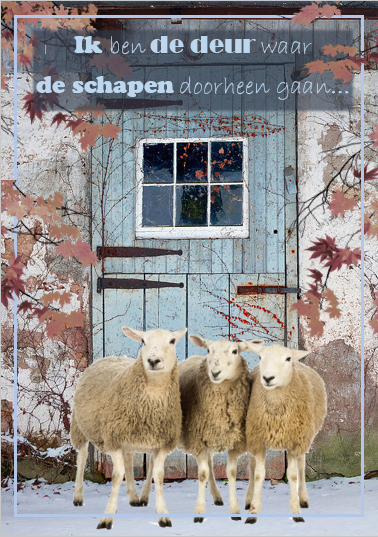 Ik ben de deur waar
de schapen doorheen gaan...